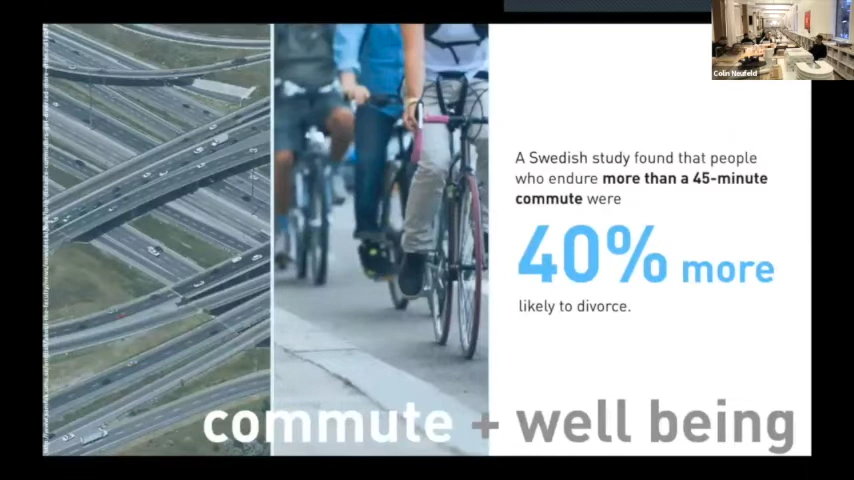 Colin Neufeld
A Swedish study found that people
who endure more than a 45-minute
commute were
40% more
likely to divorce.
commute + well being